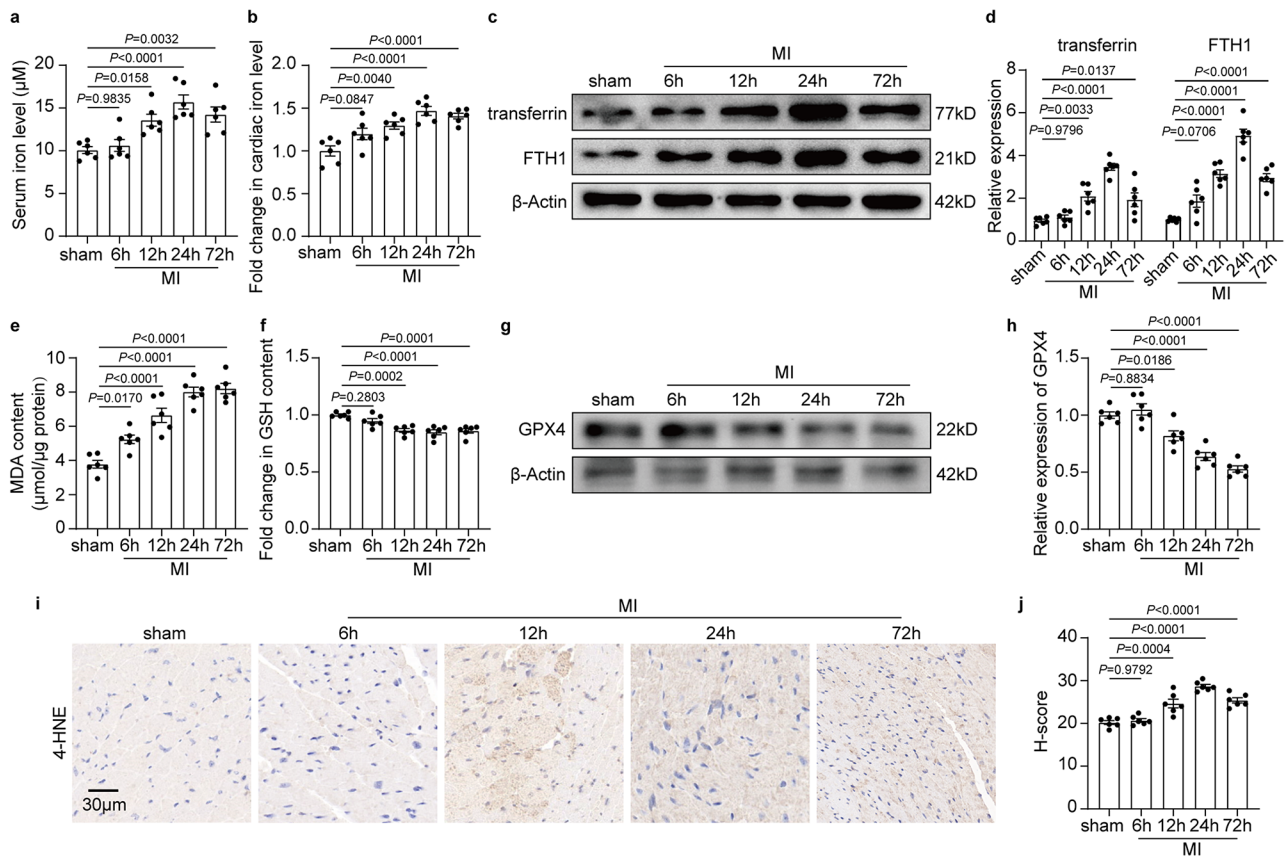 a
P=0.0032
P<0.0001
P=0.0158
P=0.9835
Serum iron level (μM)
20
15
10
5
0
sham 6h 12h 24h 72h
MI
b
P<0.0001
P<0.0001
P=0.0040
P=0.0847
Fold change in cardiac iron level
2.0
1.5
1.0
0.5
0.0
sham 6h 12h 24h 72h
MI
c
MI
sham 6h 12h 24h 72h
transferrin 77kD
FTH1 21kD
β-Actin 42kD
d
transferrin FTH1
P=0.0137
P<0.0001
P=0.0033
P=0.9796
P<0.0001
P<0.0001
P<0.0001
P=0.0706
Relative expression
8
6
4
2
0
sham 6h 12h 24h 72h sham 6h 12h 24h 72h
MI MI
e
P<0.0001
P<0.0001
P<0.0001
P=0.0170
MDA content
(μmol/μg protein)
10
8
6
4
2
0
sham 6h 12h 24h 72h
MI
f
P=0.0001
P<0.0001
P=0.0002
P=0.2803
Fold change in GSH content
1.5
1.0
0.5
0.0
sham 6h 12h 24h 72h
MI
g
MI
sham 6h 12h 24h 72h
GPX4 22kD
β-Actin 42kD
h
P<0.0001
P<0.0001
P=0.0186
P=0.8834
Relative expression of GPX4
1.5
1.0
0.5
0.0
sham 6h 12h 24h 72h
MI
i
MI
sham 6h 12h 24h 72h
4-HNE
30μm
j
P<0.0001
P<0.0001
P=0.0004
P=0.9792
H-score
40
30
20
10
0
sham 6h 12h 24h 72h
MI